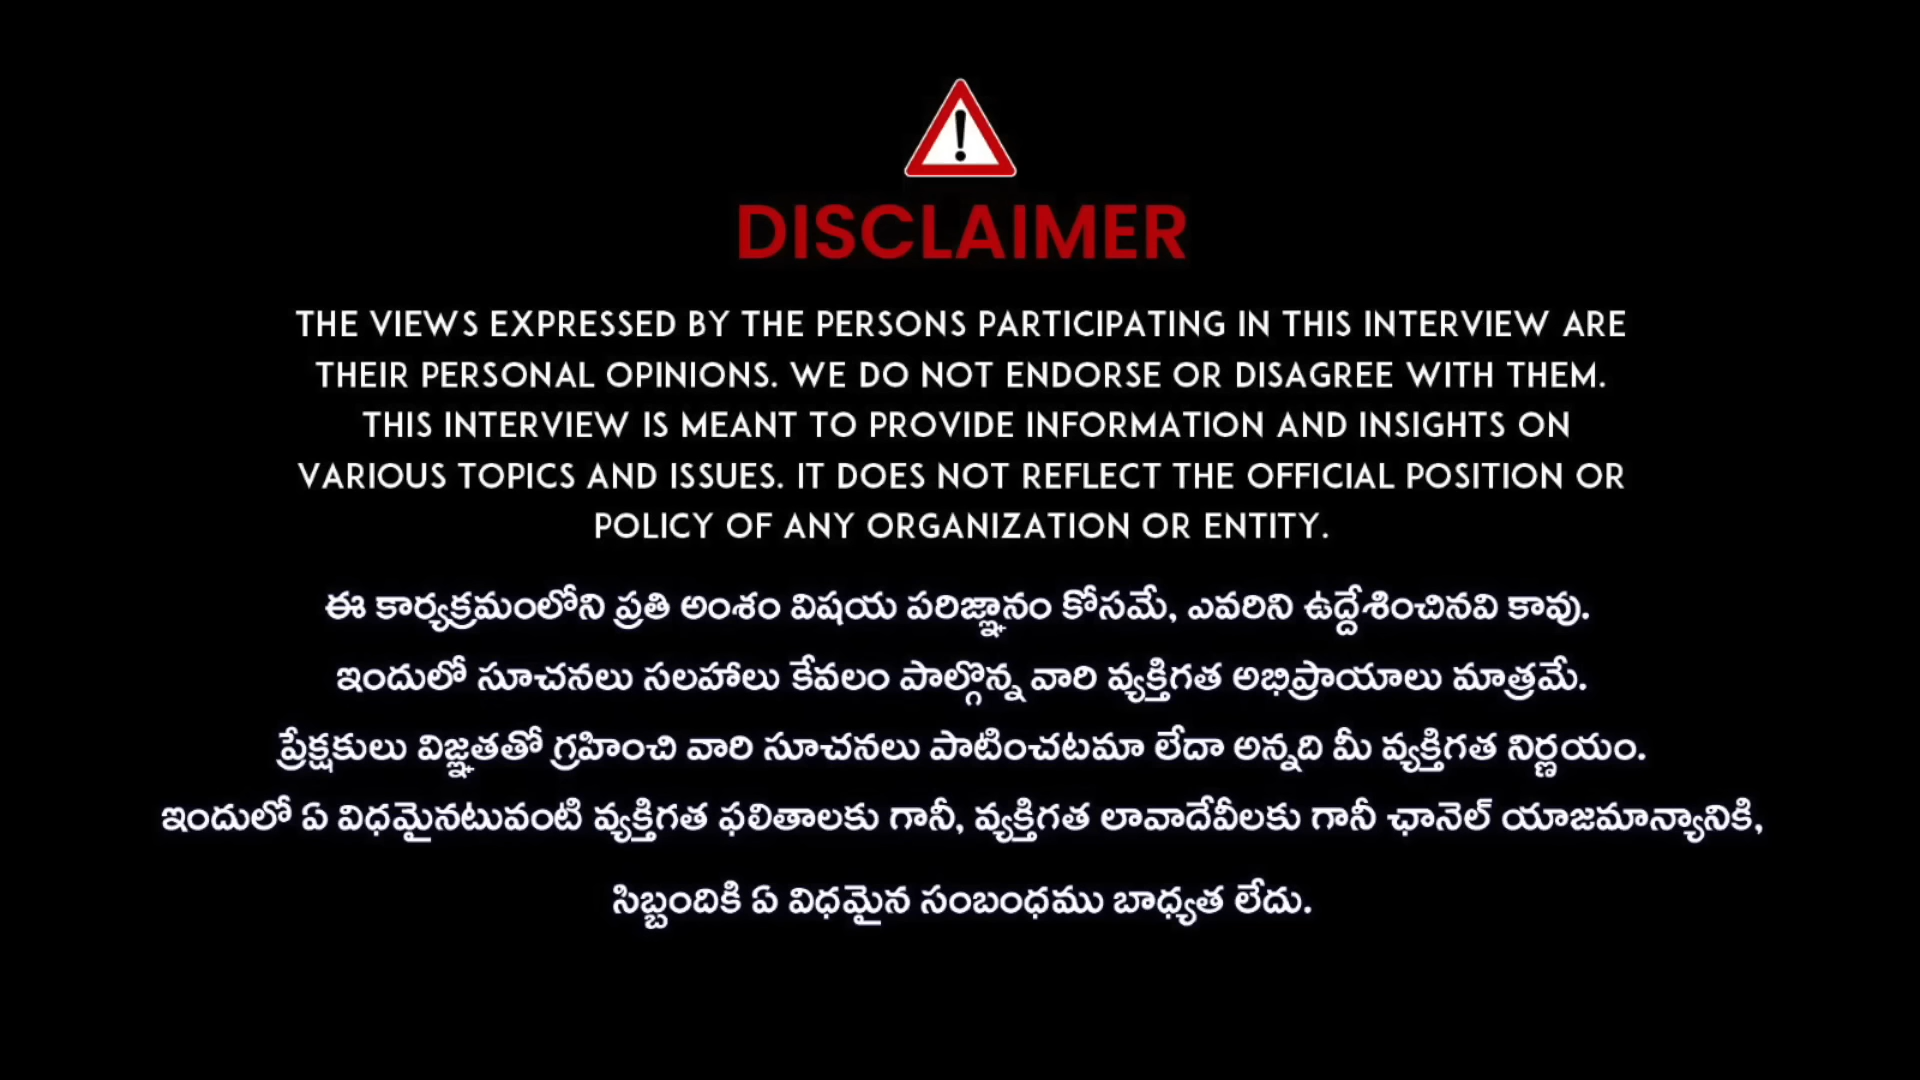 DISCLAIMER
THE VIEWS EXPRESSED BY THE PERSONS PARTICIPATING IN THIS INTERVIEW ARE
THEIR PERSONAL OPINIONS. WE DO NOT ENDORSE OR DISAGREE WITH THEM.
THIS INTERVIEW IS MEANT TO PROVIDE INFORMATION AND INSIGHTS ON
VARIOUS TOPICS AND ISSUES. IT DOES NOT REFLECT THE OFFICIAL POSITION OR
POLICY OF ANY ORGANIZATION OR ENTITY.
ఈ కార్యక్రమంలోని ప్రతి అంశం విషయ పరిజ్ఞానం కోసమే, ఎవరిని ఉద్దేశించినవి కావు.
ఇందులో సూచనలు సలహాలు కేవలం పాల్గొన్న వారి వ్యక్తిగత అభిప్రాయాలు మాత్రమే.
ప్రేక్షకులు విజ్ఞతతో గ్రహించి వారి సూచనలు పాటించటమా లేదా అన్నది మీ వ్యక్తిగత నిర్ణయం.
ఇందులో ఏ విధమైనటువంటి వ్యక్తిగత ఫలితాలకు గానీ, వ్యక్తిగత లావాదేవీలకు గానీ ఛానెల్ యాజమాన్యానికి,
సిబ్బందికి ఏ విధమైన సంబంధము బాధ్యత లేదు.